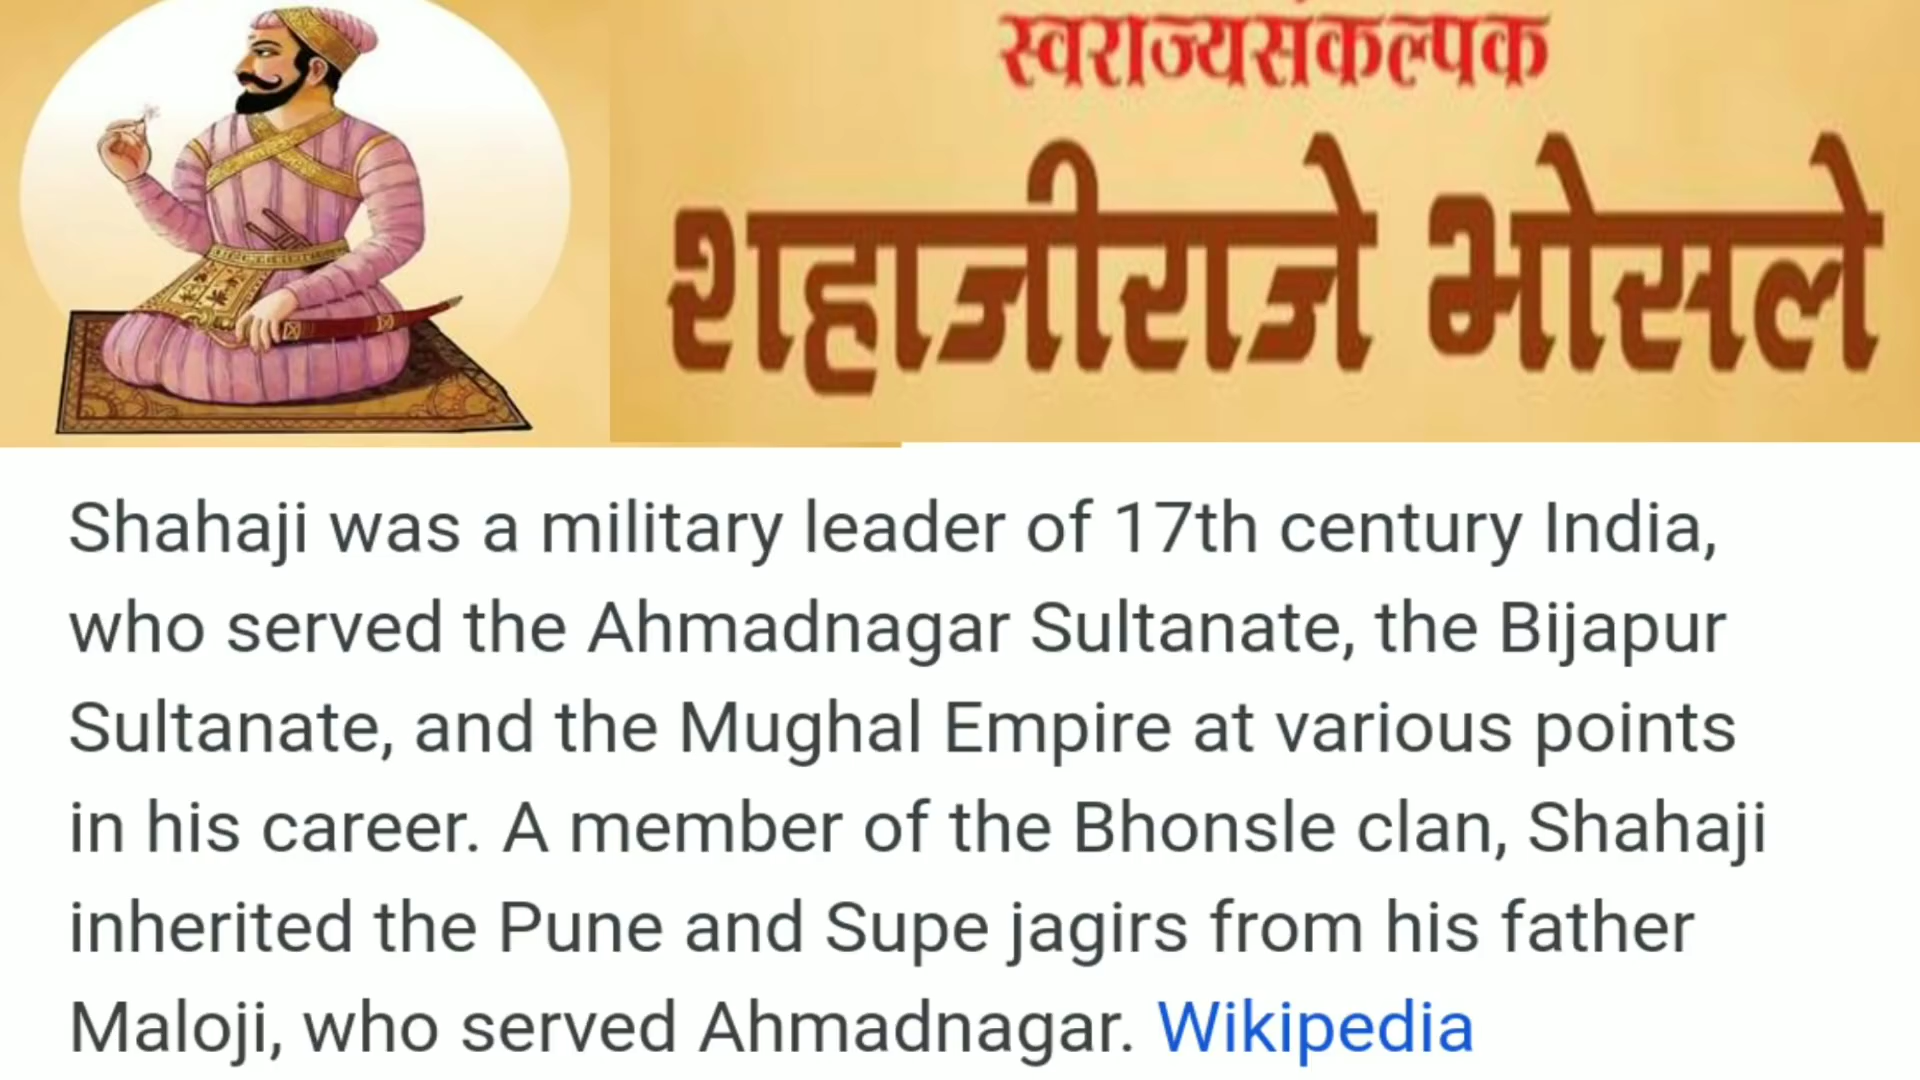 स्वराज्यसंकल्पक
शहाजीराजे भोसले
Shahaji was a military leader of 17th century India,
who served the Ahmadnagar Sultanate, the Bijapur
Sultanate, and the Mughal Empire at various points
in his career. A member of the Bhonsle clan, Shahaji
inherited the Pune and Supe jagirs from his father
Maloji, who served Ahmadnagar. Wikipedia